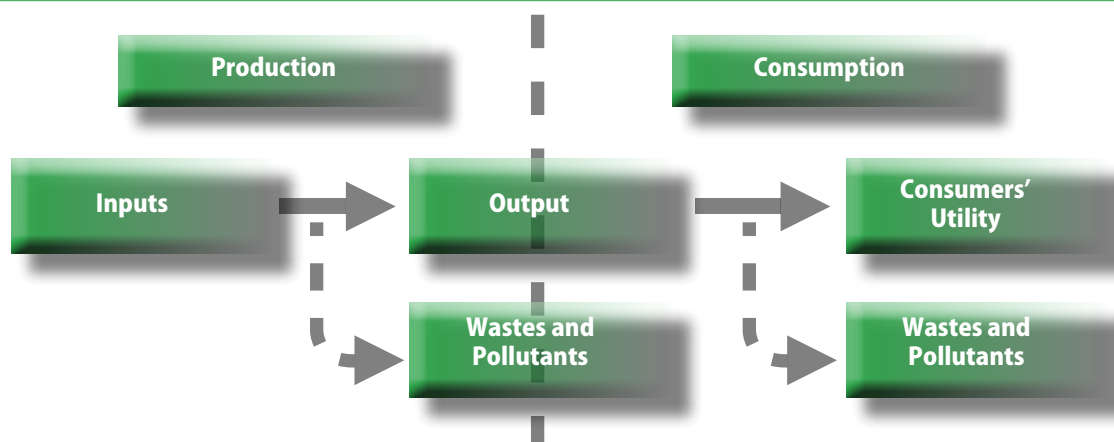 Production
Consumption
Inputs
Output
Consumers’
Utility
Wastes and
Pollutants
Wastes and
Pollutants